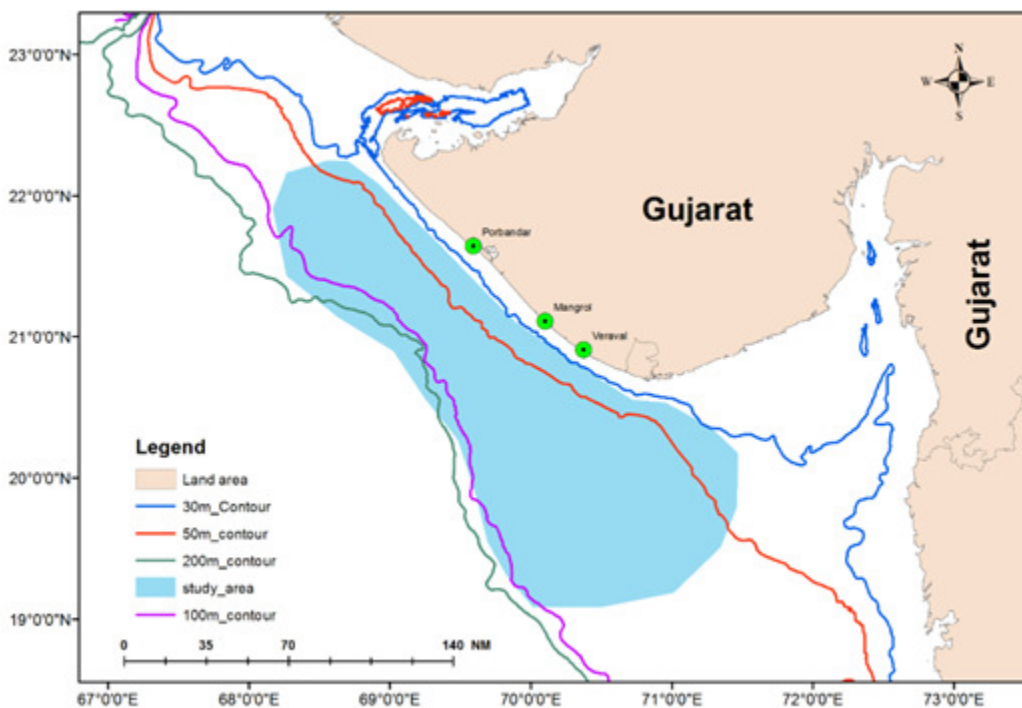 23°0'0"N
22°0'0"N
21°0'0"N
20°0'0"N
19°0'0"N
N
W E
S
Gujarat
Gujarat
Porbandar
Mangrol
Veraval
Legend
Land area
30m_Contour
50m_contour
200m_contour
study_area
100m_contour
0 35 70 140 NM
67°0'0"E 68°0'0"E 69°0'0"E 70°0'0"E 71°0'0"E 72°0'0"E 73°0'0"E